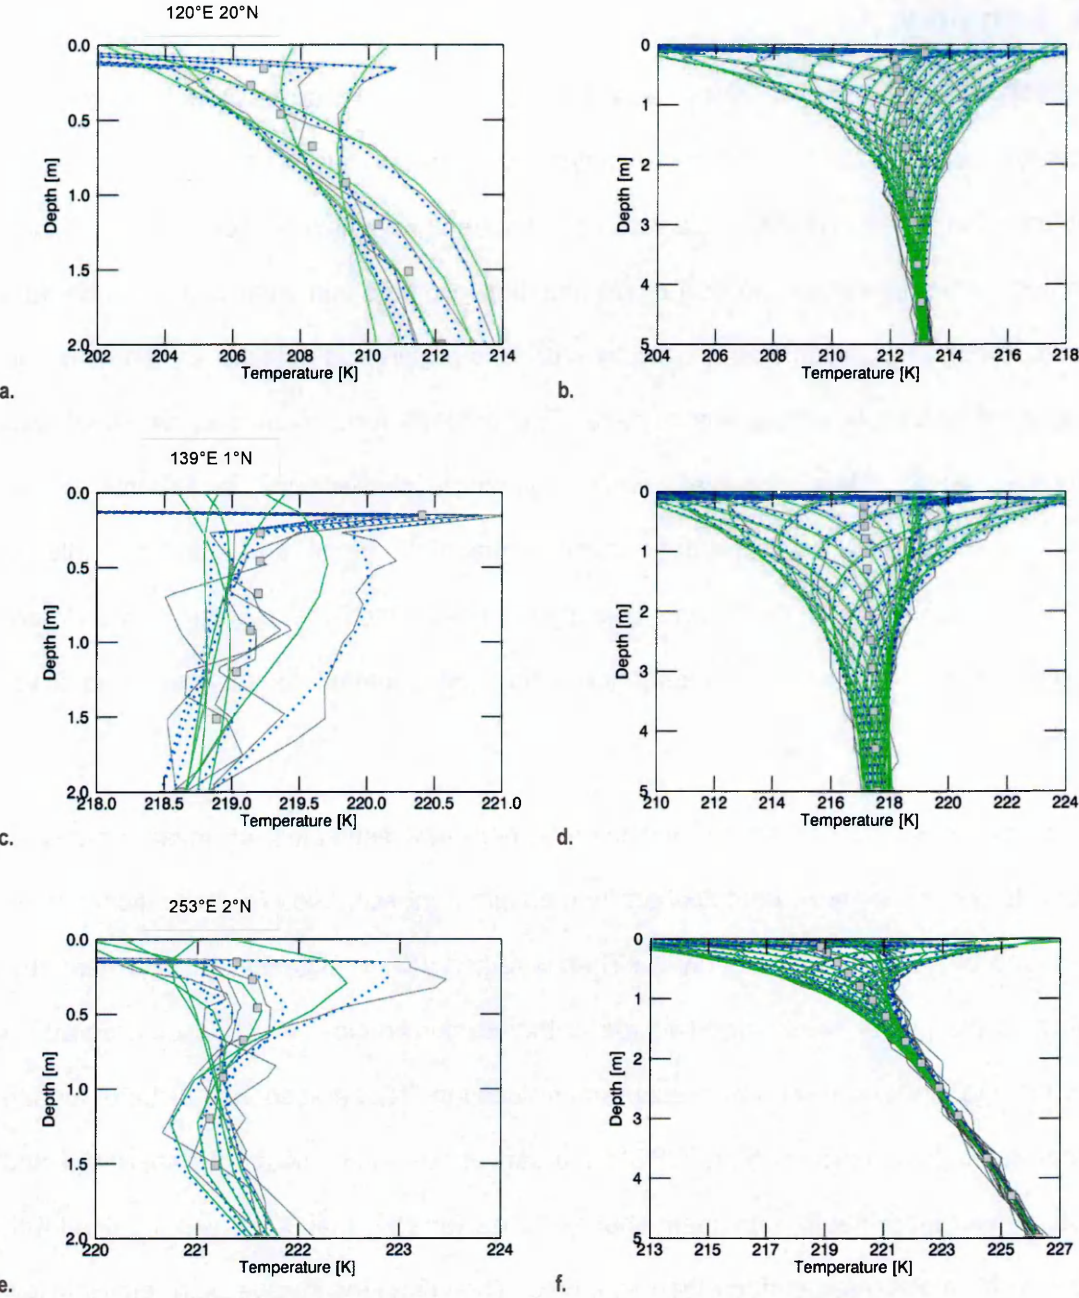 120°E 20°N
0.0
0.5
1.0
1.5
2.0
Depth [m]
202 204 206 208 210 212 214
Temperature [K]
a.
0
1
2
3
4
5
Depth [m]
204 206 208 210 212 214 216 218
Temperature [K]
b.
139°E 1°N
0.0
0.5
1.0
1.5
2.0
Depth [m]
218.0 218.5 219.0 219.5 220.0 220.5 221.0
Temperature [K]
c.
0
1
2
3
4
5
Depth [m]
210 212 214 216 218 220 222 224
Temperature [K]
d.
253°E 2°N
0.0
0.5
1.0
1.5
2.0
Depth [m]
220 221 222 223 224
Temperature [K]
e.
0
1
2
3
4
5
Depth [m]
213 215 217 219 221 223 225 227
Temperature [K]
f.